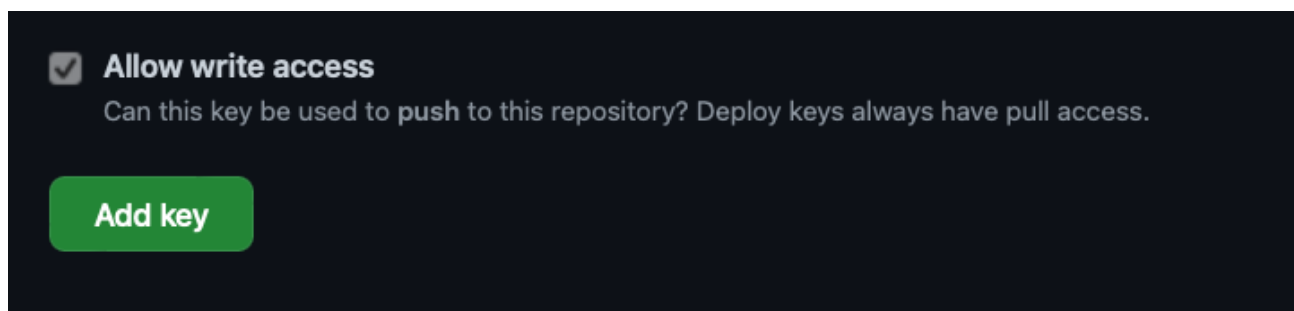 Allow write access
Can this key be used to push to this repository? Deploy keys always have pull access.
Add key